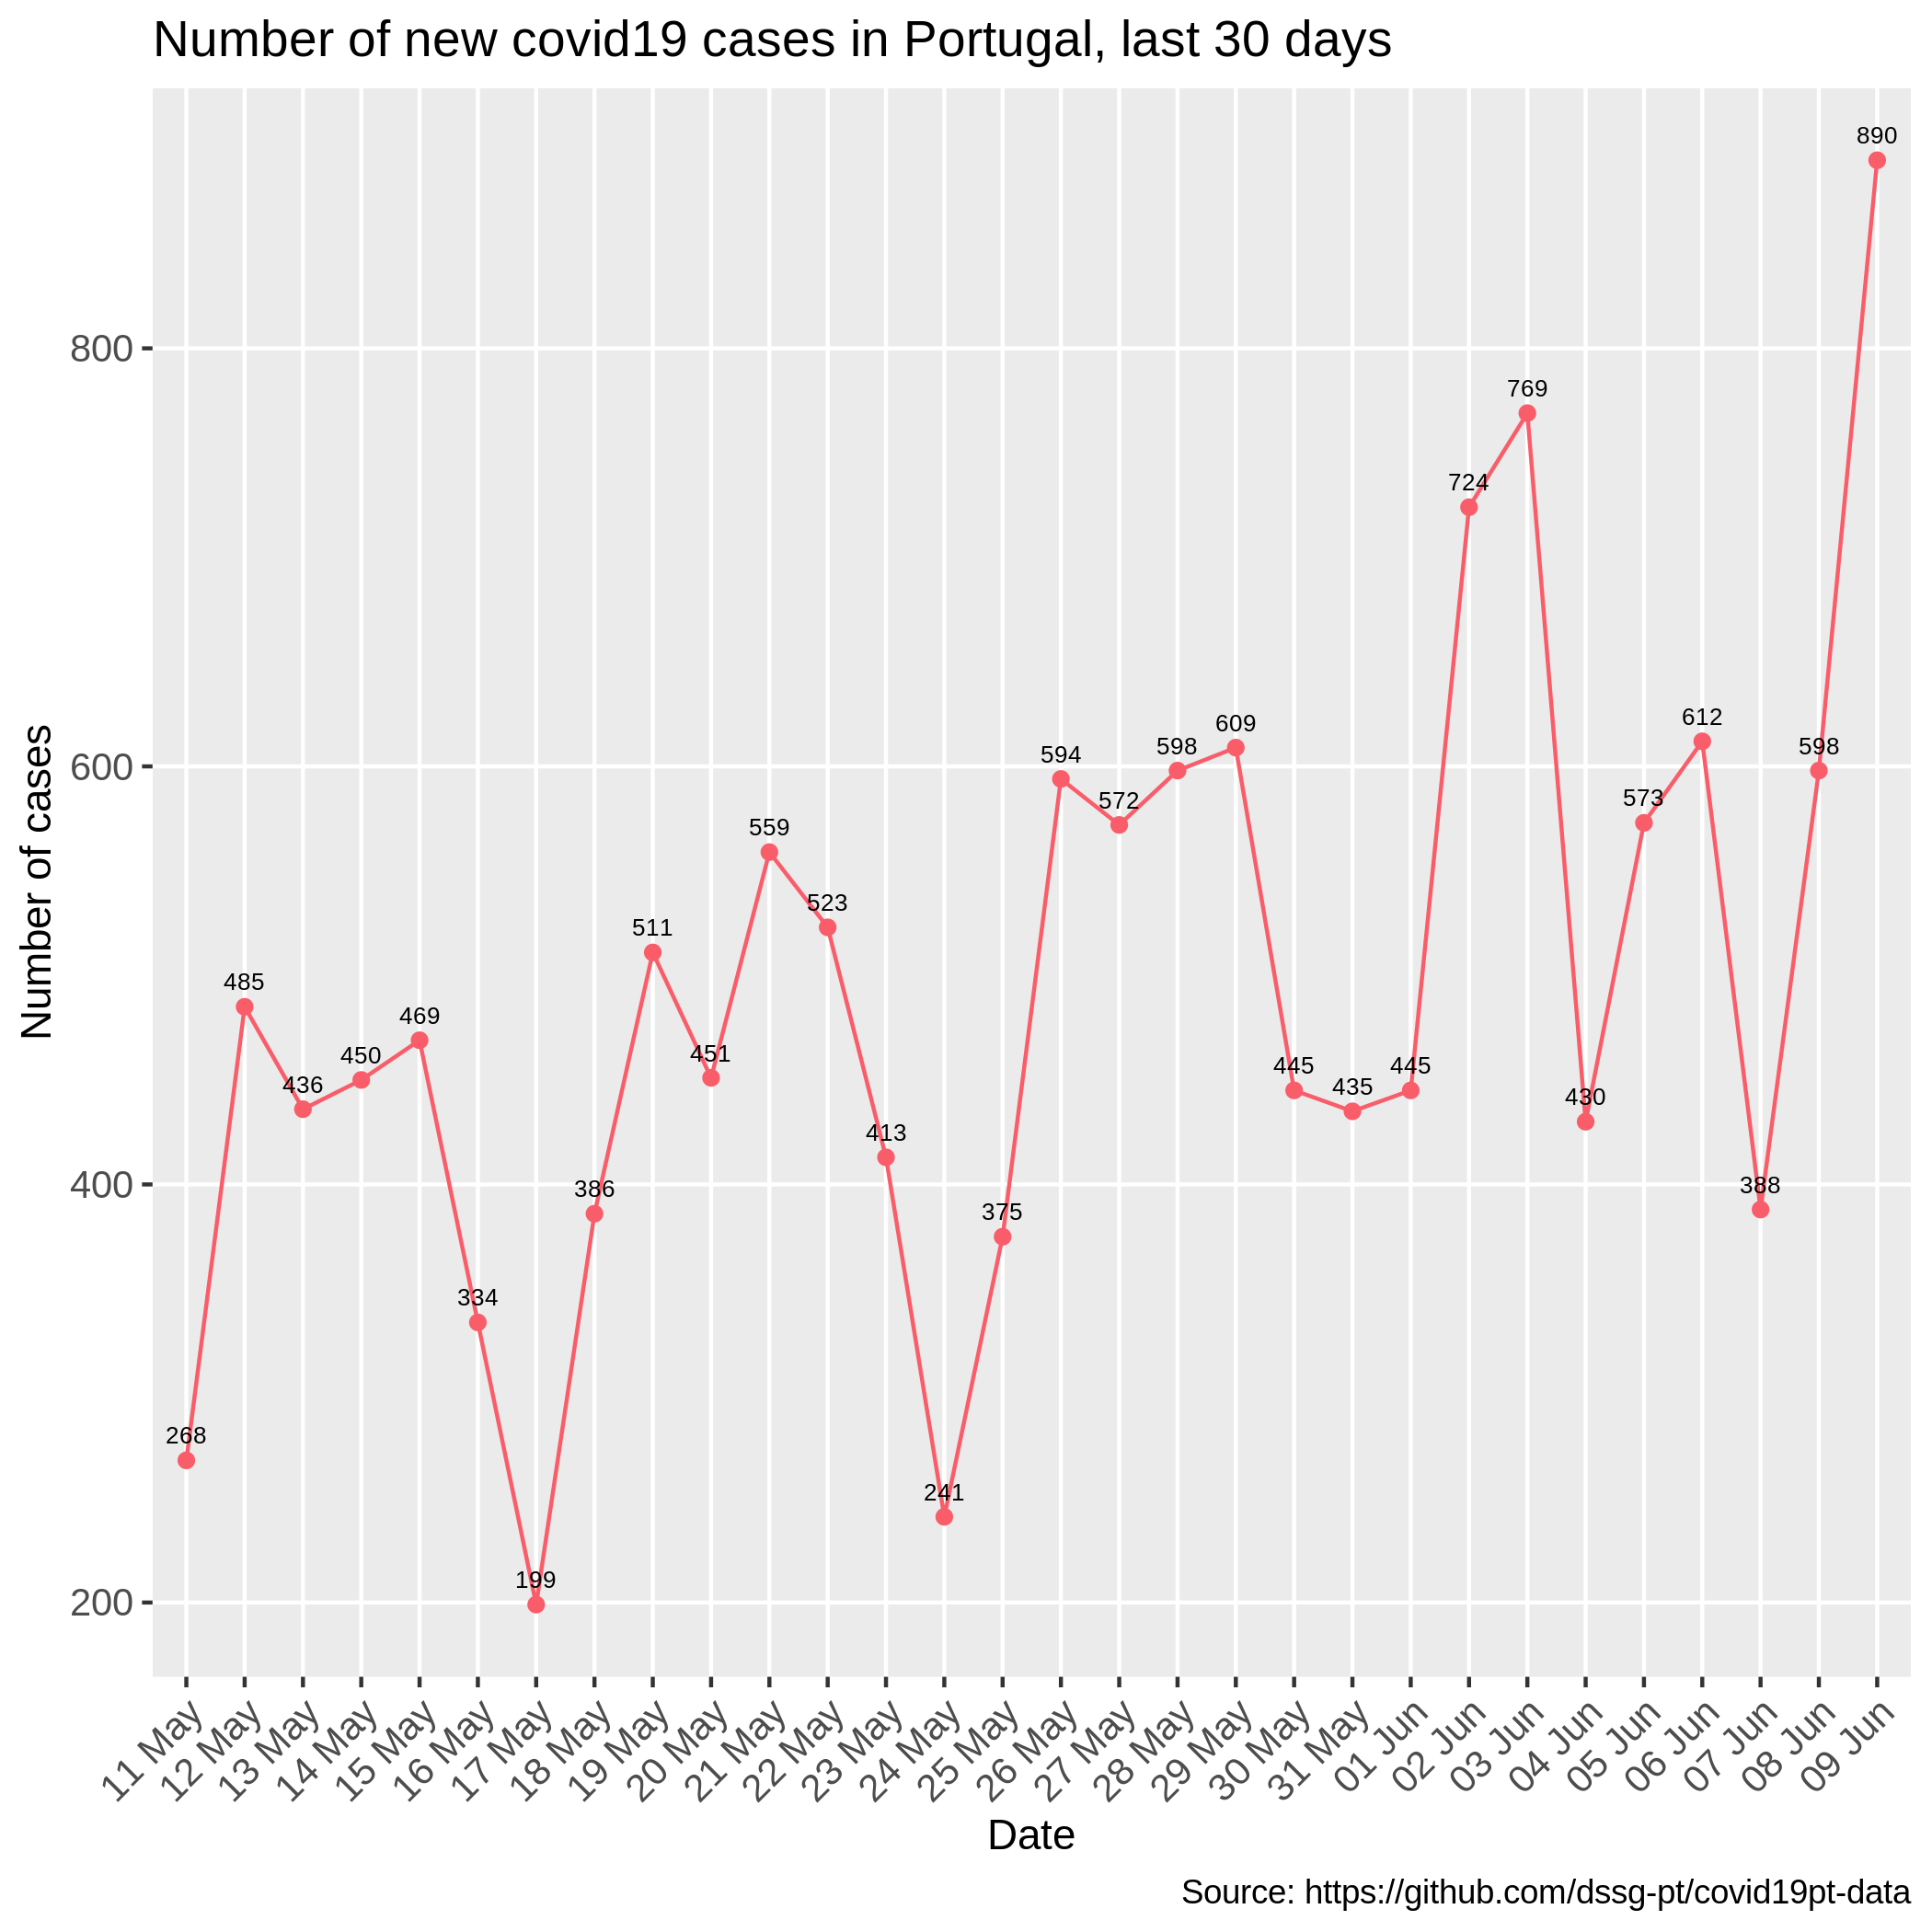 Number of new covid19 cases in Portugal, last 30 days
890
800
769
724
612
609
598
598
594
600
573
572
559
523
511
485
469
451
450
445
445
436
435
430
413
400
388
386
375
334
268
241
199
200
Number of cases
11 May
12 May
13 May
14 May
15 May
16 May
17 May
18 May
19 May
20 May
21 May
22 May
23 May
24 May
25 May
26 May
27 May
28 May
29 May
30 May
31 May
01 Jun
02 Jun
03 Jun
04 Jun
05 Jun
06 Jun
07 Jun
08 Jun
09 Jun
Date
Source: https://github.com/dssg-pt/covid19pt-data